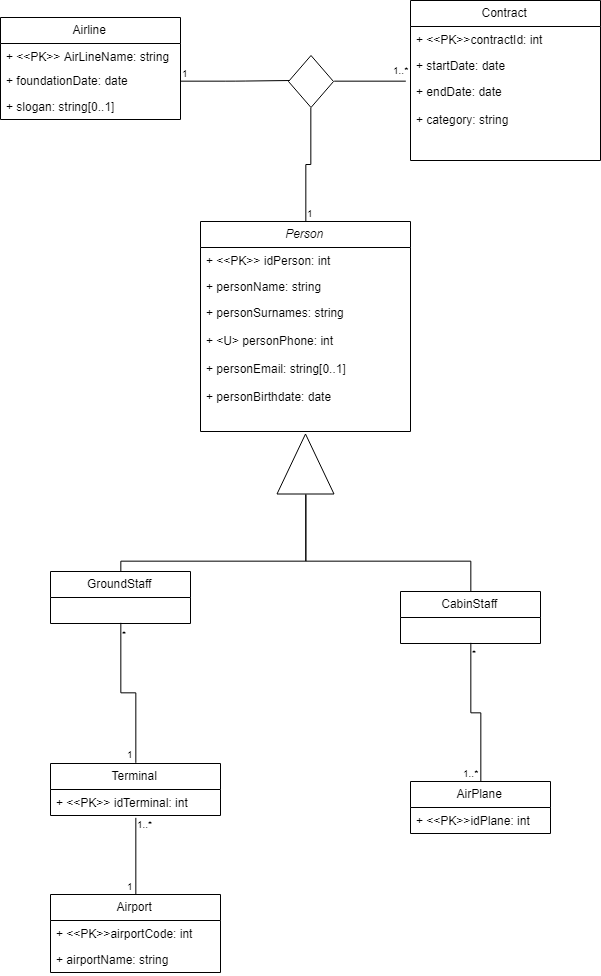 Airline
+ <<PK>> AirLineName: string
+ foundationDate: date
+ slogan: string[0..1]
Contract
+ <<PK>>contractId: int
+ startDate: date
+ endDate: date
+ category: string
1
1..*
1
Person
+ <<PK>> idPerson: int
+ personName: string
+ personSurnames: string
+ <U> personPhone: int
+ personEmail: string[0..1]
+ personBirthdate: date
GroundStaff
CabinStaff
*
*
1
1..*
Terminal
+ <<PK>> idTerminal: int
AirPlane
+ <<PK>>idPlane: int
1..*
1
Airport
+ <<PK>>airportCode: int
+ airportName: string